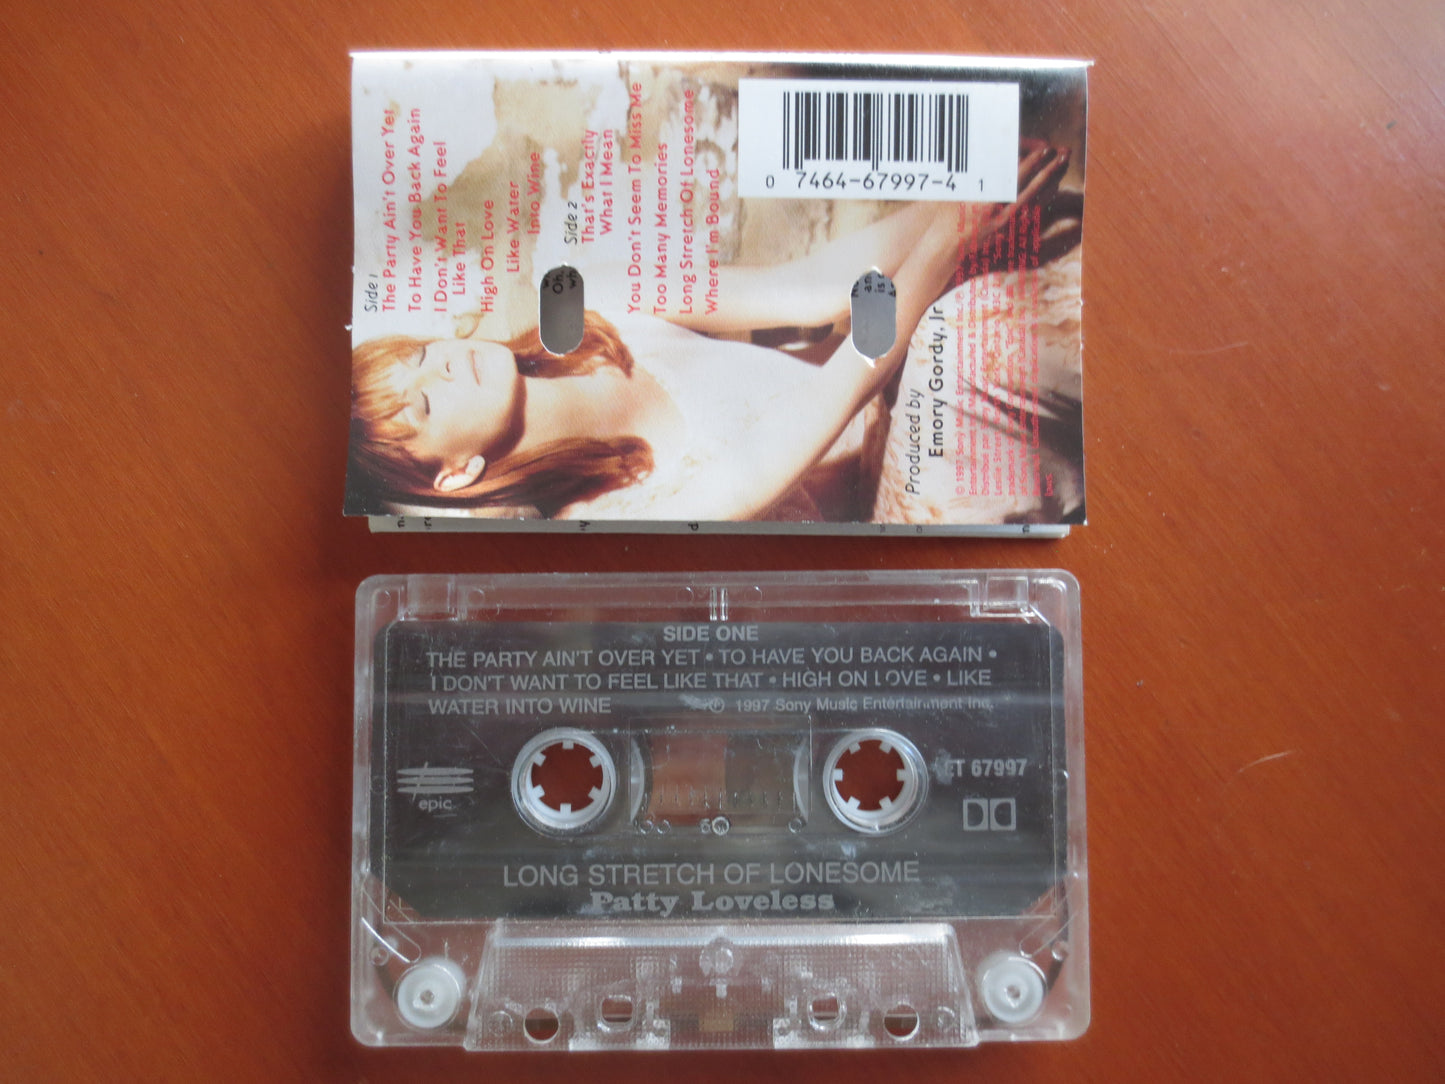 Side 1
The Party Ain't Over Yet
To Have You Back Again
I Don't Want To Feel
Like That
High On Love
Like Water
Into Wine
Side 2
That's Exactly
What I Mean
You Don't Seem To Miss Me
Too Many Memories
Long Stretch Of Lonesome
Where I'm Bound
0 7464-67997-4 1
Produced by
Emory Gordy, Jr
© 1997 Sony Music Entertainment Inc.
SIDE ONE
THE PARTY AIN'T OVER YET • TO HAVE YOU BACK AGAIN •
I DON'T WANT TO FEEL LIKE THAT • HIGH ON LOVE • LIKE
WATER INTO WINE
℗ 1997 Sony Music Entertainment Inc.
epic
ET 67997
LONG STRETCH OF LONESOME
Patty Loveless